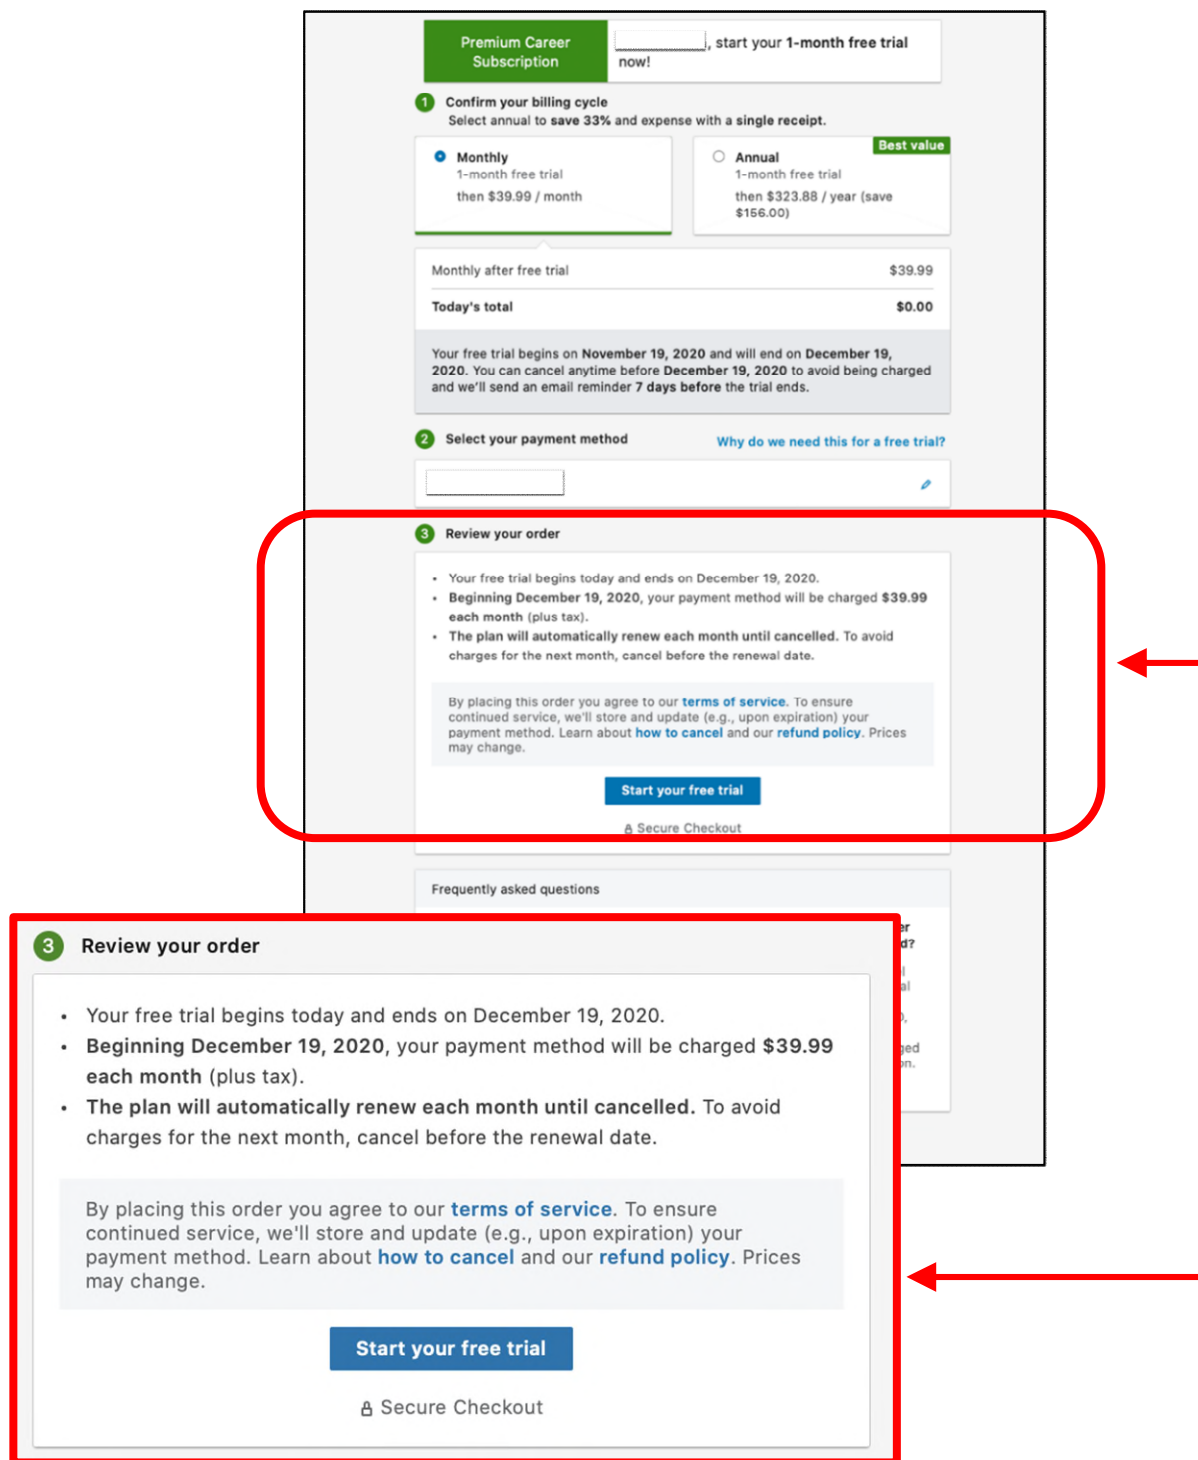 Premium Career
Subscription
, start your 1-month free trial
now!
1 Confirm your billing cycle
Select annual to save 33% and expense with a single receipt.
Monthly
1-month free trial
then $39.99 / month
Best value
Annual
1-month free trial
then $323.88 / year (save
$156.00)
Monthly after free trial $39.99
Today's total $0.00
Your free trial begins on November 19, 2020 and will end on December 19,
2020. You can cancel anytime before December 19, 2020 to avoid being charged
and we'll send an email reminder 7 days before the trial ends.
2 Select your payment method Why do we need this for a free trial?
3 Review your order
• Your free trial begins today and ends on December 19, 2020.
• Beginning December 19, 2020, your payment method will be charged $39.99
each month (plus tax).
• The plan will automatically renew each month until cancelled. To avoid
charges for the next month, cancel before the renewal date.
By placing this order you agree to our terms of service. To ensure
continued service, we'll store and update (e.g., upon expiration) your
payment method. Learn about how to cancel and our refund policy. Prices
may change.
Start your free trial
Secure Checkout
Frequently asked questions
3 Review your order
• Your free trial begins today and ends on December 19, 2020.
• Beginning December 19, 2020, your payment method will be charged $39.99
each month (plus tax).
• The plan will automatically renew each month until cancelled. To avoid
charges for the next month, cancel before the renewal date.
By placing this order you agree to our terms of service. To ensure
continued service, we'll store and update (e.g., upon expiration) your
payment method. Learn about how to cancel and our refund policy. Prices
may change.
Start your free trial
Secure Checkout